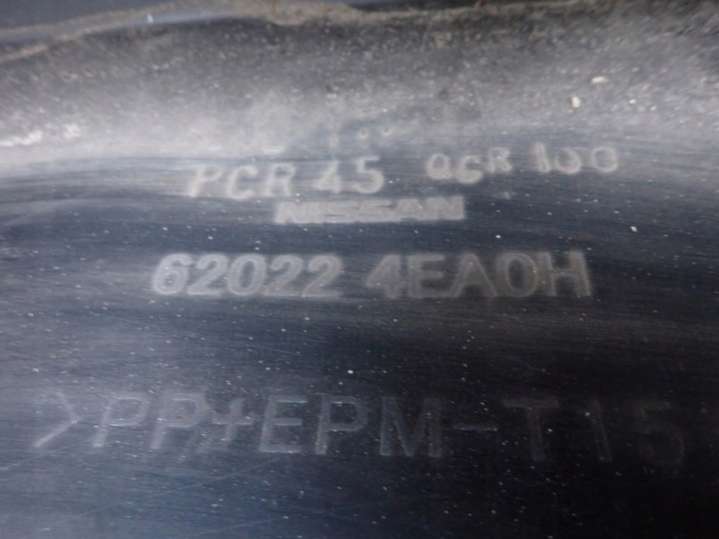 PCR 45 QCR 100
NISSAN
62022 4EA0H
>PP/+EPM-T15